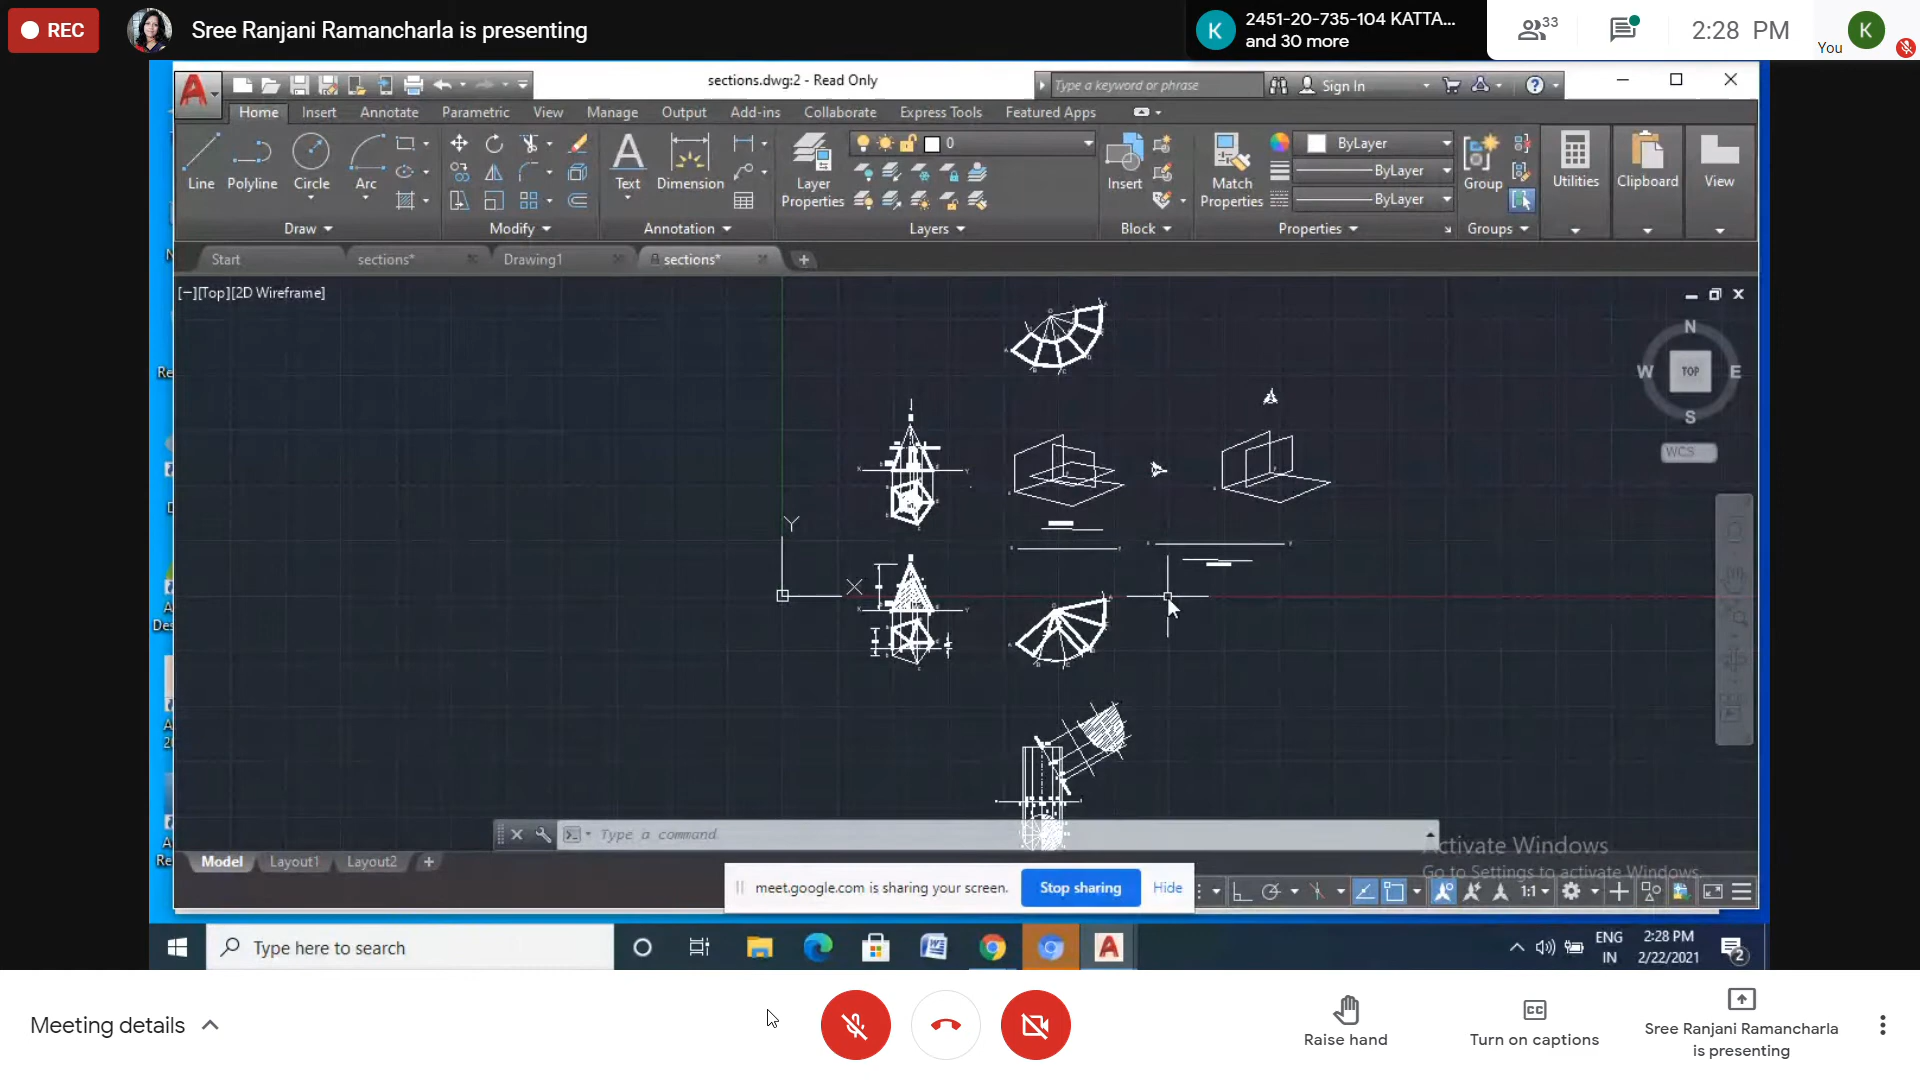 REC
Sree Ranjani Ramancharla is presenting
K
2451-20-735-104 KATTA...
and 30 more
33
2:28 PM
You
K
sections.dwg:2 - Read Only
Type a keyword or phrase
Sign In
Home
Insert
Annotate
Parametric
View
Manage
Output
Add-ins
Collaborate
Express Tools
Featured Apps
Line
Polyline
Circle
Arc
Text
Dimension
Layer
Properties
0
Insert
Match
Properties
ByLayer
ByLayer
ByLayer
Group
Utilities
Clipboard
View
Draw
Modify
Annotation
Layers
Block
Properties
Groups
Start
sections*
Drawing1
sections*
[−][Top][2D Wireframe]
N
W
TOP
E
S
WCS
Y
X
Re
Des
Re
Type a command
Activate Windows
Go to Settings to activate Windows.
Model
Layout1
Layout2
meet.google.com is sharing your screen.
Stop sharing
Hide
1:1
Type here to search
ENG
IN
2:28 PM
2/22/2021
2
Meeting details
Raise hand
Turn on captions
Sree Ranjani Ramancharla
is presenting